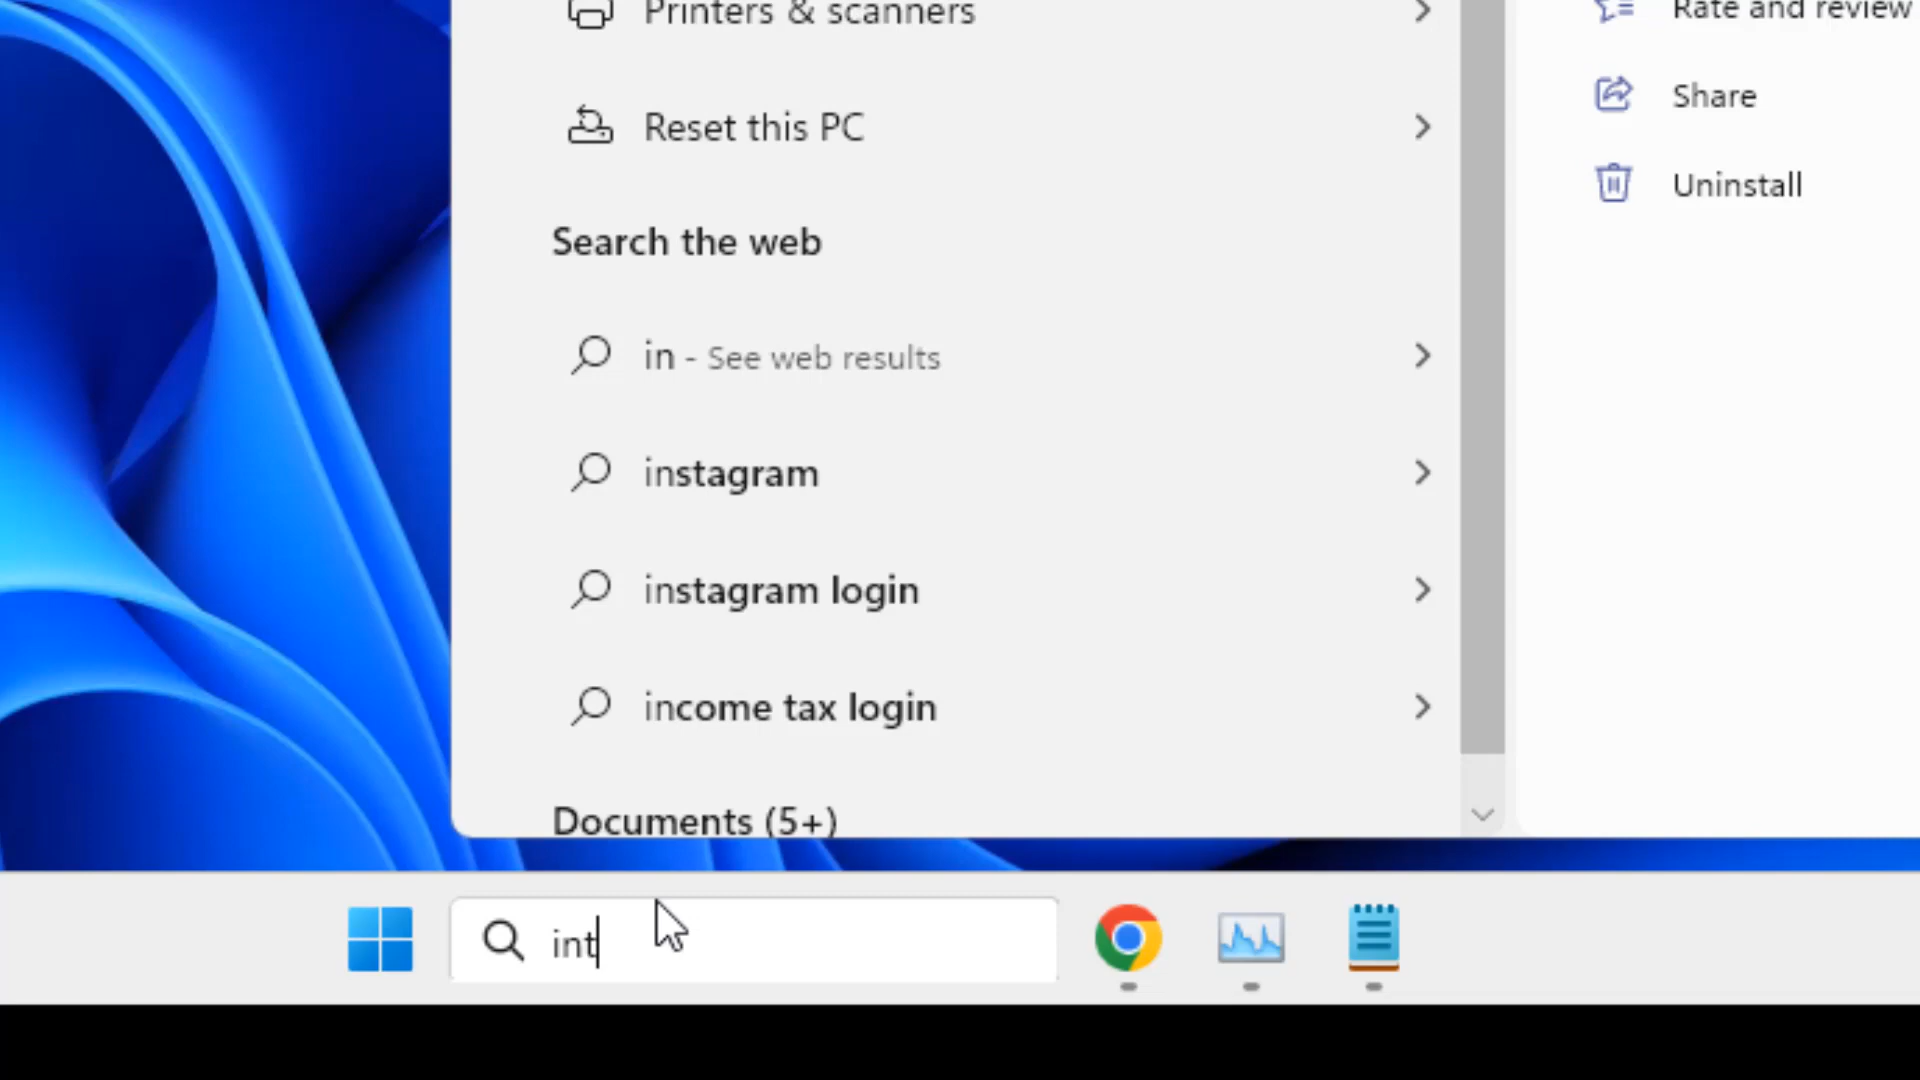 Printers & scanners
Reset this PC
Search the web
in - See web results
instagram
instagram login
income tax login
Documents (5+)
Rate and review
Share
Uninstall
int